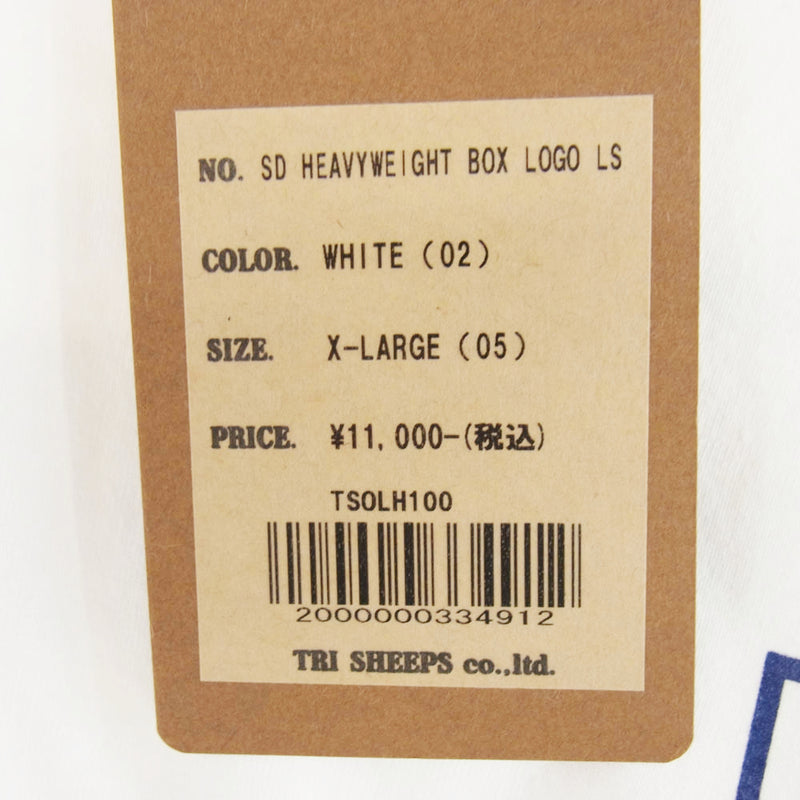 NO. SD HEAVYWEIGHT BOX LOGO LS
COLOR. WHITE (02)
SIZE. X-LARGE (05)
PRICE. ¥11,000-(税込)
TSOLH100
2000000334912
TRI SHEEPS co.,ltd.